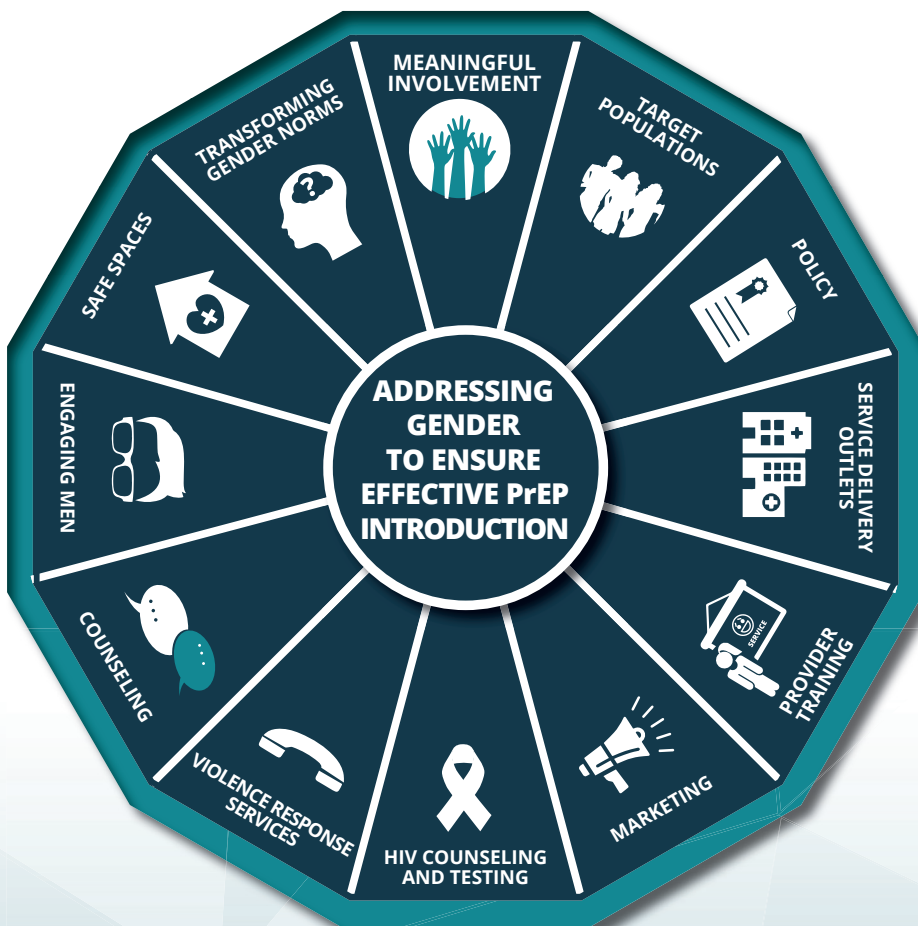 MEANINGFUL
INVOLVEMENT
TARGET
POPULATIONS
POLICY
SERVICE DELIVERY
OUTLETS
SERVICE
PROVIDER
TRAINING
MARKETING
HIV COUNSELING
AND TESTING
VIOLENCE RESPONSE
SERVICES
COUNSELING
ENGAGING MEN
SAFE SPACES
TRANSFORMING
GENDER NORMS
?
ADDRESSING
GENDER
TO ENSURE
EFFECTIVE PrEP
INTRODUCTION